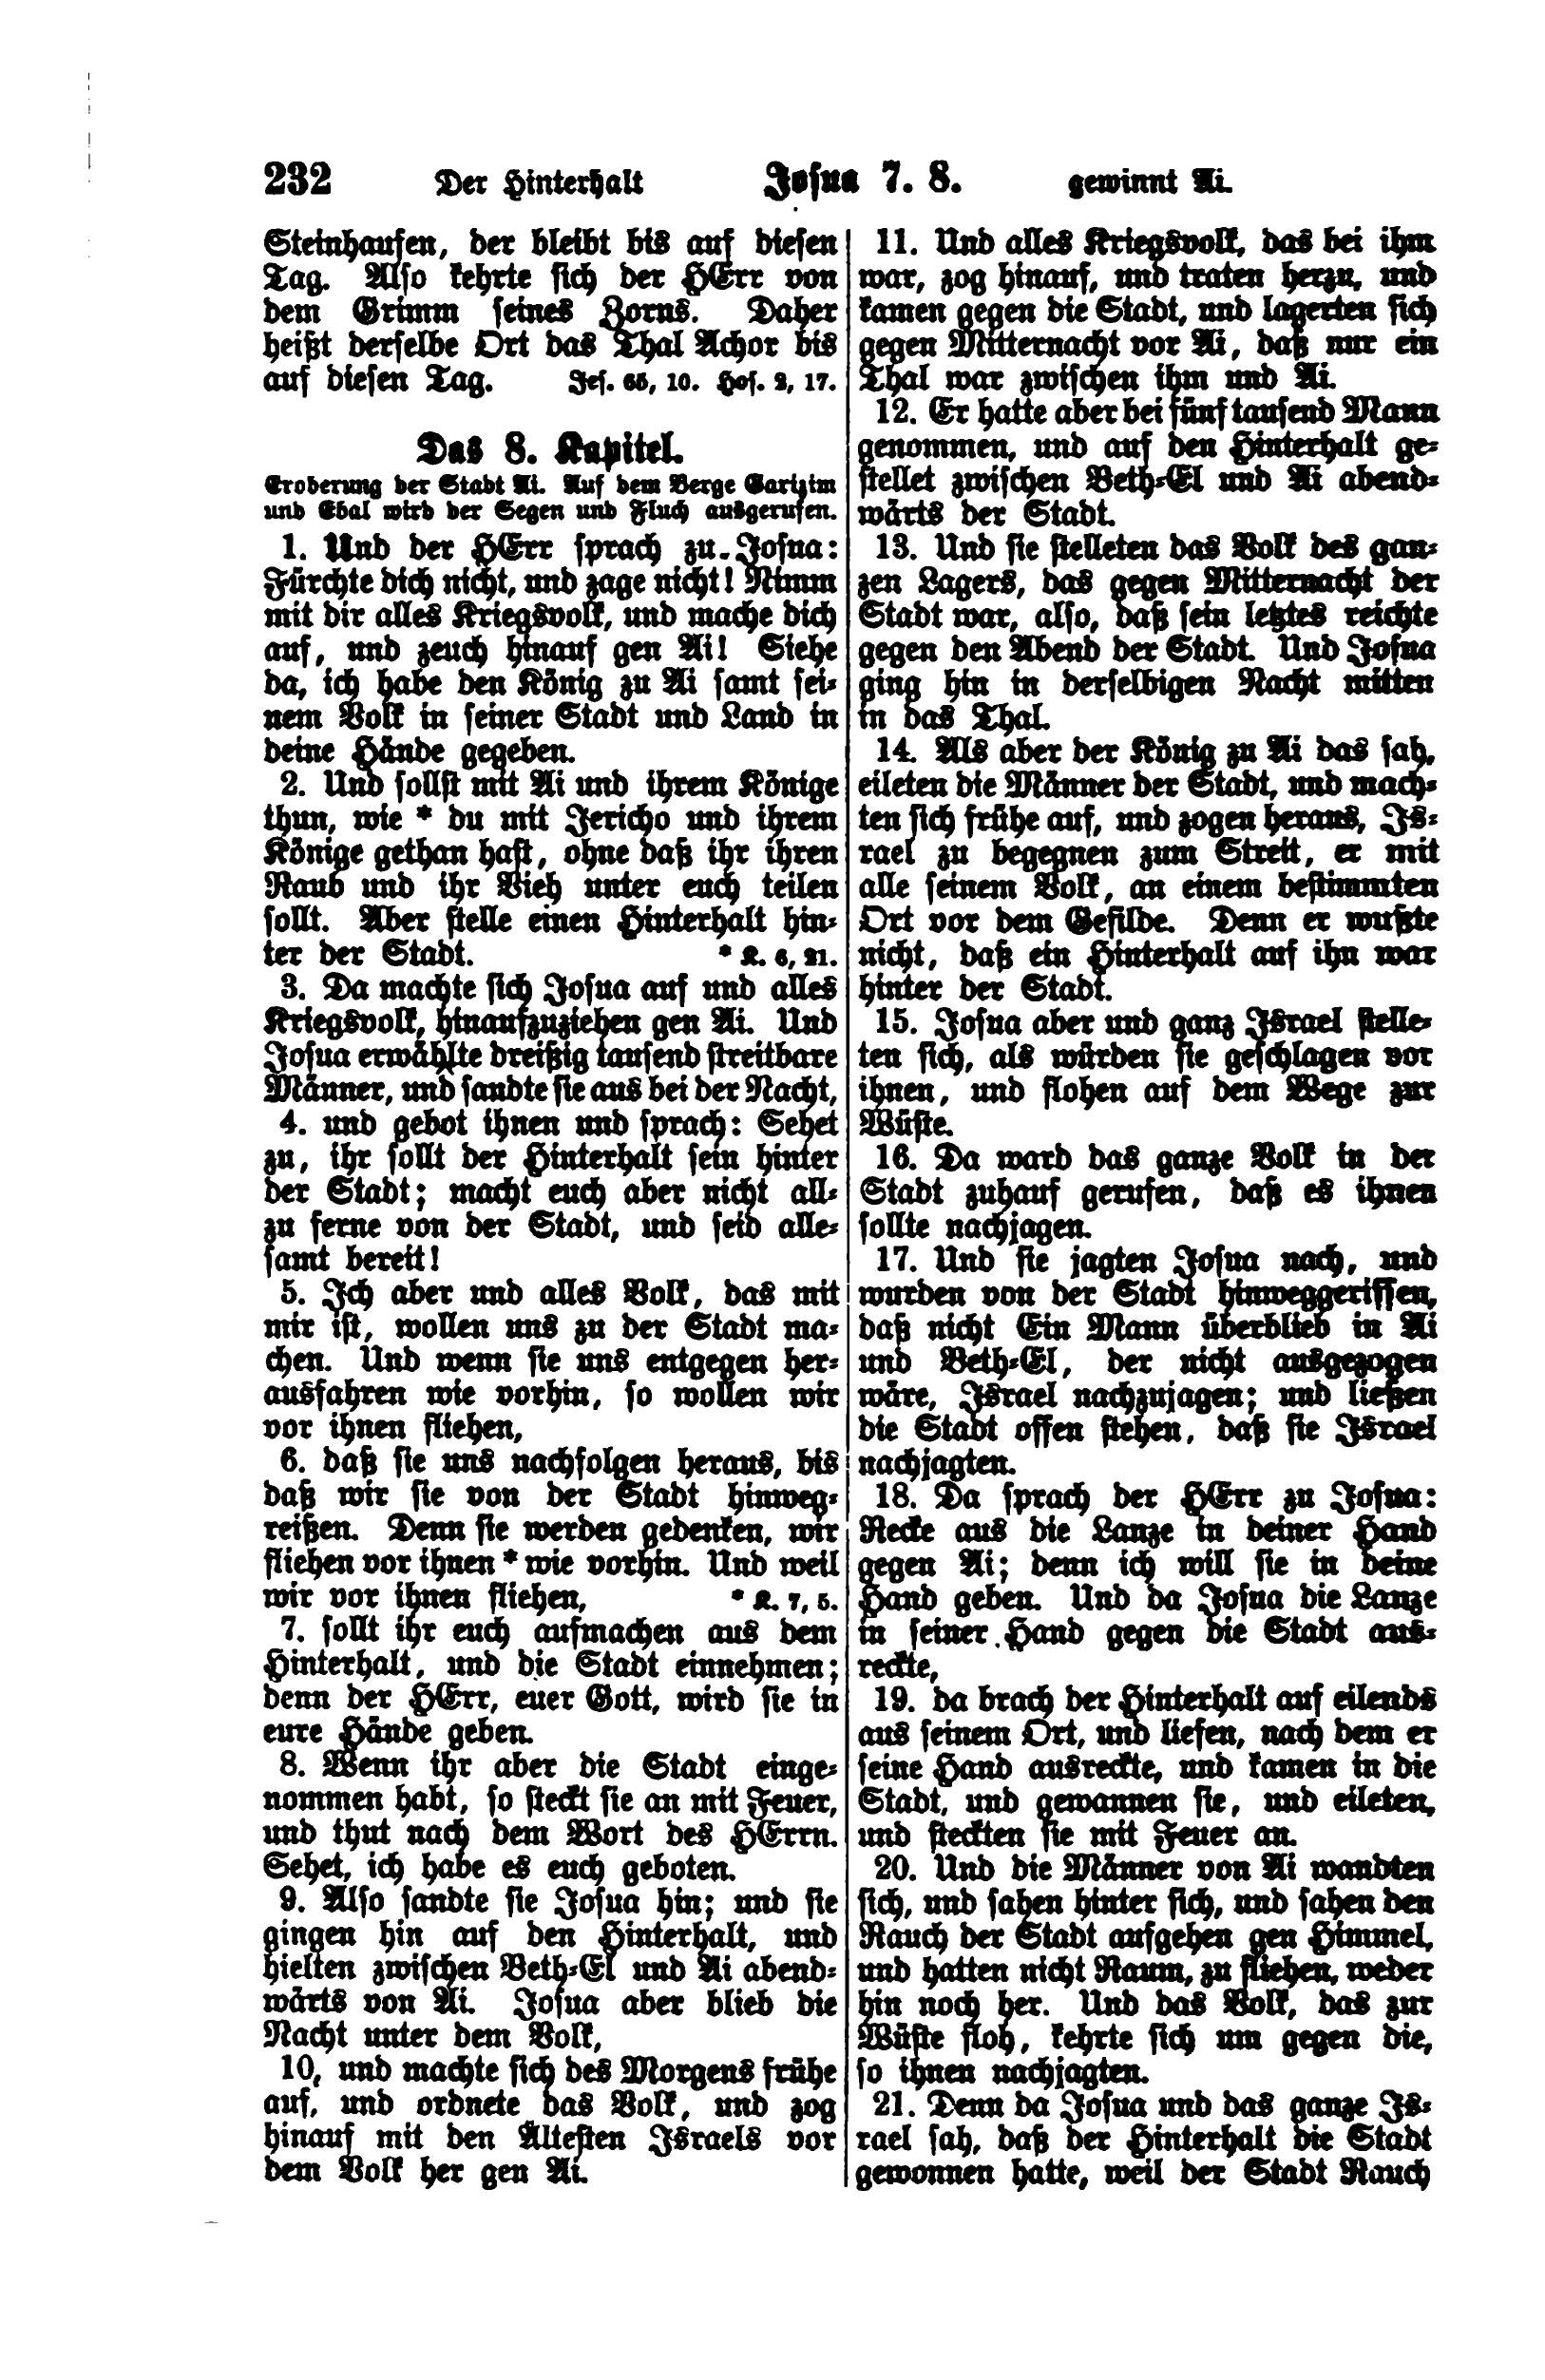 232 Der Hinterhalt Josua 7. 8. gewinnt Ai.
Steinhaufen, der bleibt bis auf diesen
Tag. Also kehrte sich der HErr von
dem Grimm seines Zorns. Daher
heißt derselbe Ort das Thal Achor bis
auf diesen Tag. Jes. 65, 10. Hos. 2, 17.
Das 8. Kapitel.
Eroberung der Stadt Ai. Auf dem Berge Garizim
und Ebal wird der Segen und Fluch ausgerufen.
1. Und der HErr sprach zu Josua:
Fürchte dich nicht, und zage nicht! Nimm
mit dir alles Kriegsvolk, und mache dich
auf, und zeuch hinauf gen Ai! Siehe
da, ich habe den König zu Ai samt sei-
nem Volk in seiner Stadt und Land in
deine Hände gegeben.
2. Und sollst mit Ai und ihrem Könige
thun, wie * du mit Jericho und ihrem
Könige gethan hast, ohne daß ihr ihren
Raub und ihr Vieh unter euch teilen
sollt. Aber stelle einen Hinterhalt hin-
ter der Stadt. * K. 6, 21.
3. Da machte sich Josua auf und alles
Kriegsvolk, hinaufzuziehen gen Ai. Und
Josua erwählte dreißig tausend streitbare
Männer, und sandte sie aus bei der Nacht,
4. und gebot ihnen und sprach: Sehet
zu, ihr sollt der Hinterhalt sein hinter
der Stadt; macht euch aber nicht all-
zu ferne von der Stadt, und seid alle-
samt bereit!
5. Ich aber und alles Volk, das mit
mir ist, wollen uns zu der Stadt ma-
chen. Und wenn sie uns entgegen her-
ausfahren wie vorhin, so wollen wir
vor ihnen fliehen,
6. daß sie uns nachfolgen heraus, bis
daß wir sie von der Stadt hinweg-
reißen. Denn sie werden gedenken, wir
fliehen vor ihnen * wie vorhin. Und weil
wir vor ihnen fliehen, * K. 7, 5.
7. sollt ihr euch aufmachen aus dem
Hinterhalt, und die Stadt einnehmen;
denn der HErr, euer Gott, wird sie in
eure Hände geben.
8. Wenn ihr aber die Stadt einge-
nommen habt, so steckt sie an mit Feuer,
und thut nach dem Wort des HErrn.
Sehet, ich habe es euch geboten.
9. Also sandte sie Josua hin; und sie
gingen hin auf den Hinterhalt, und
hielten zwischen Beth-El und Ai abend-
wärts von Ai. Josua aber blieb die
Nacht unter dem Volk,
10, und machte sich des Morgens frühe
auf, und ordnete das Volk, und zog
hinauf mit den Ältesten Israels vor
dem Volk her gen Ai.
11. Und alles Kriegsvolk, das bei ihm
war, zog hinauf, und traten herzu, und
kamen gegen die Stadt, und lagerten sich
gegen Mitternacht vor Ai, daß nur ein
Thal war zwischen ihm und Ai.
12. Er hatte aber bei fünf tausend Mann
genommen, und auf den Hinterhalt ge-
stellet zwischen Beth-El und Ai abend-
wärts der Stadt.
13. Und sie stelleten das Volk des gan-
zen Lagers, das gegen Mitternacht der
Stadt war, also, daß sein letztes reichte
gegen den Abend der Stadt. Und Josua
ging hin in derselbigen Nacht mitten
in das Thal.
14. Als aber der König zu Ai das sah,
eileten die Männer der Stadt, und mach-
ten sich frühe auf, und zogen heraus, Is-
rael zu begegnen zum Streit, er mit
alle seinem Volk, an einem bestimmten
Ort vor dem Gefilde. Denn er wußte
nicht, daß ein Hinterhalt auf ihn war
hinter der Stadt.
15. Josua aber und ganz Israel stelle-
ten sich, als würden sie geschlagen vor
ihnen, und flohen auf dem Wege zur
Wüste.
16. Da ward das ganze Volk in der
Stadt zuhauf gerufen, daß es ihnen
sollte nachjagen.
17. Und sie jagten Josua nach, und
wurden von der Stadt hinweggerissen,
daß nicht Ein Mann überblieb in Ai
und Beth-El, der nicht ausgezogen
wäre, Israel nachzujagen; und ließen
die Stadt offen stehen, daß sie Israel
nachjagten.
18. Da sprach der HErr zu Josua:
Recke aus die Lanze in deiner Hand
gegen Ai; denn ich will sie in deine
Hand geben. Und da Josua die Lanze
in seiner Hand gegen die Stadt aus-
reckte,
19. da brach der Hinterhalt auf eilends
aus seinem Ort, und liefen, nach dem er
seine Hand ausreckte, und kamen in die
Stadt, und gewannen sie, und eileten,
und steckten sie mit Feuer an.
20. Und die Männer von Ai wandten
sich, und sahen hinter sich, und sahen den
Rauch der Stadt aufgehen gen Himmel,
und hatten nicht Raum, zu fliehen, weder
hin noch her. Und das Volk, das zur
Wüste floh, kehrte sich um gegen die,
so ihnen nachjagten.
21. Denn da Josua und das ganze Is-
rael sah, daß der Hinterhalt die Stadt
gewonnen hatte, weil der Stadt Rauch